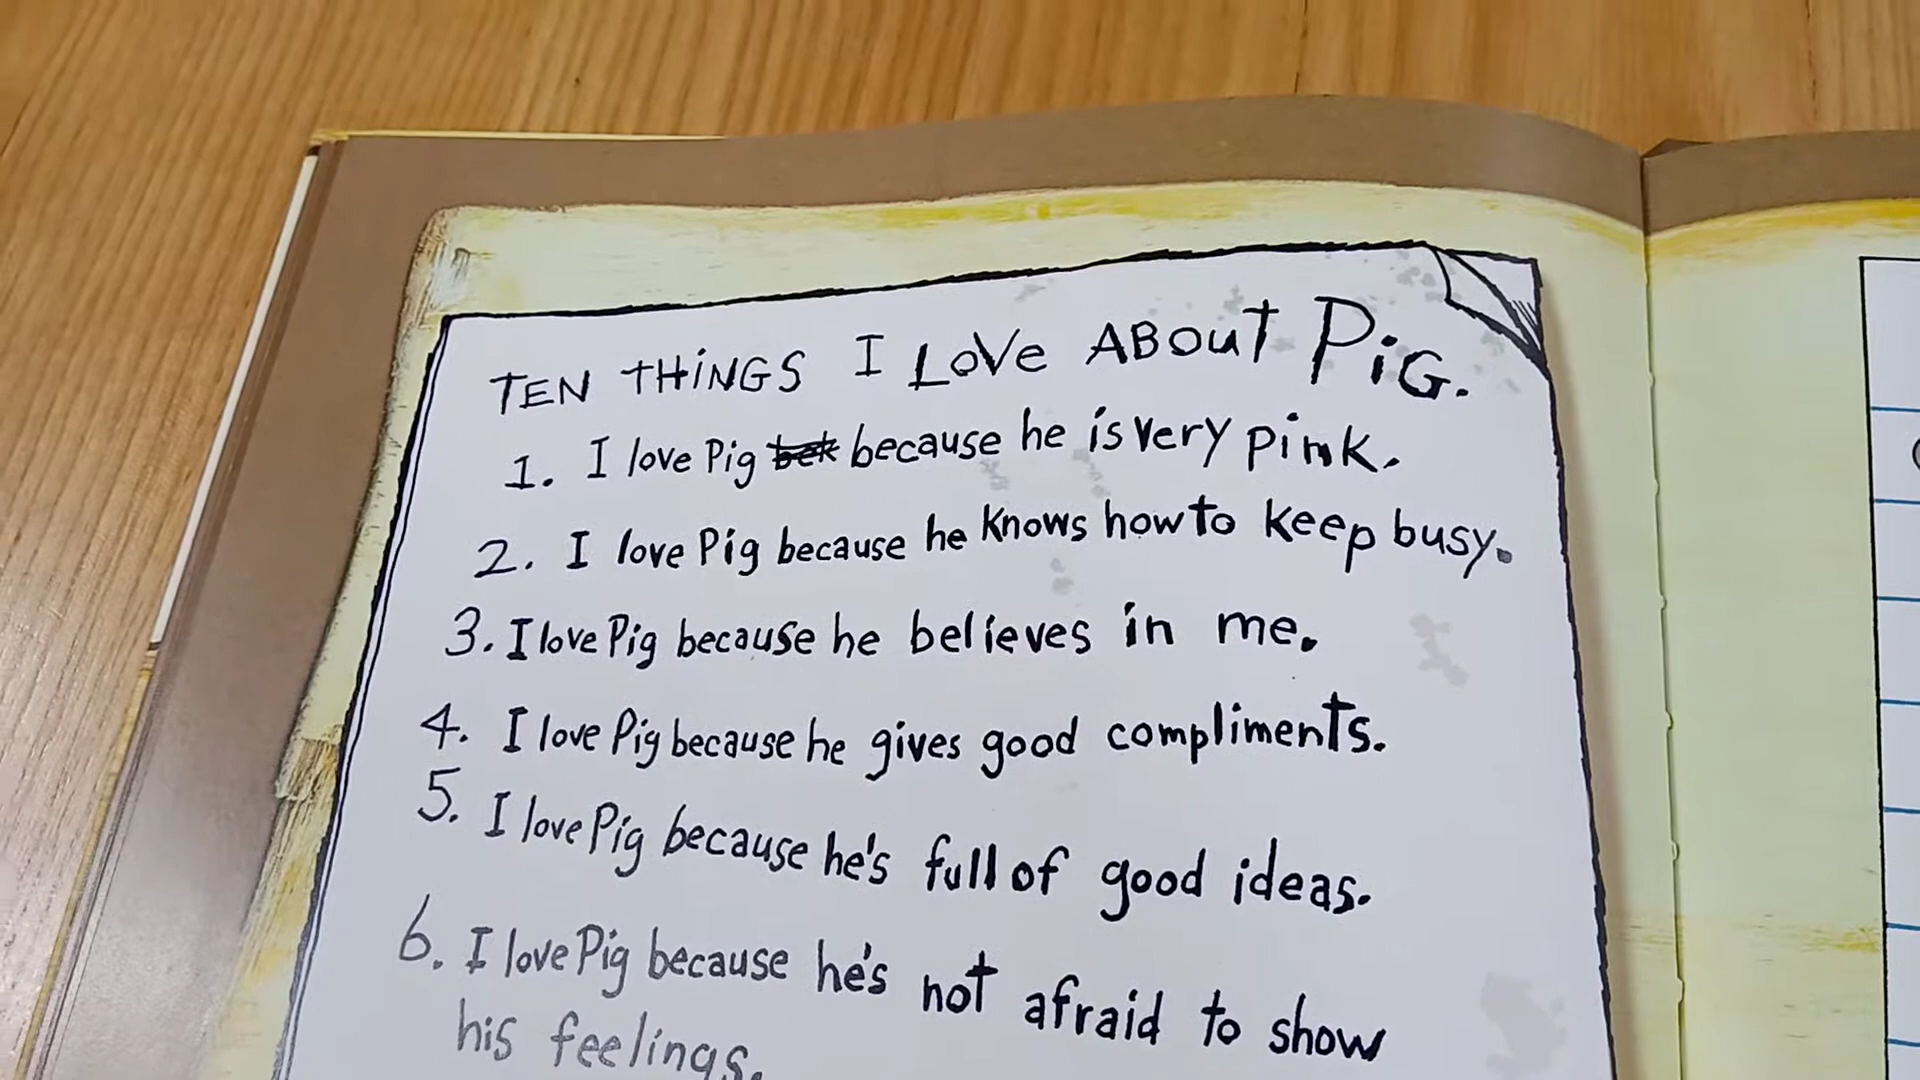 TEN THiNGS I LOVe ABOuT PiG.
1. I love Pig bek because he is very pink.
2. I love Pig because he knows how to keep busy.
3. I love Pig because he believes in me.
4. I love Pig because he gives good compliments.
5. I love Pig because he's full of good ideas.
6. I love Pig because he's not afraid to show
his feelings.